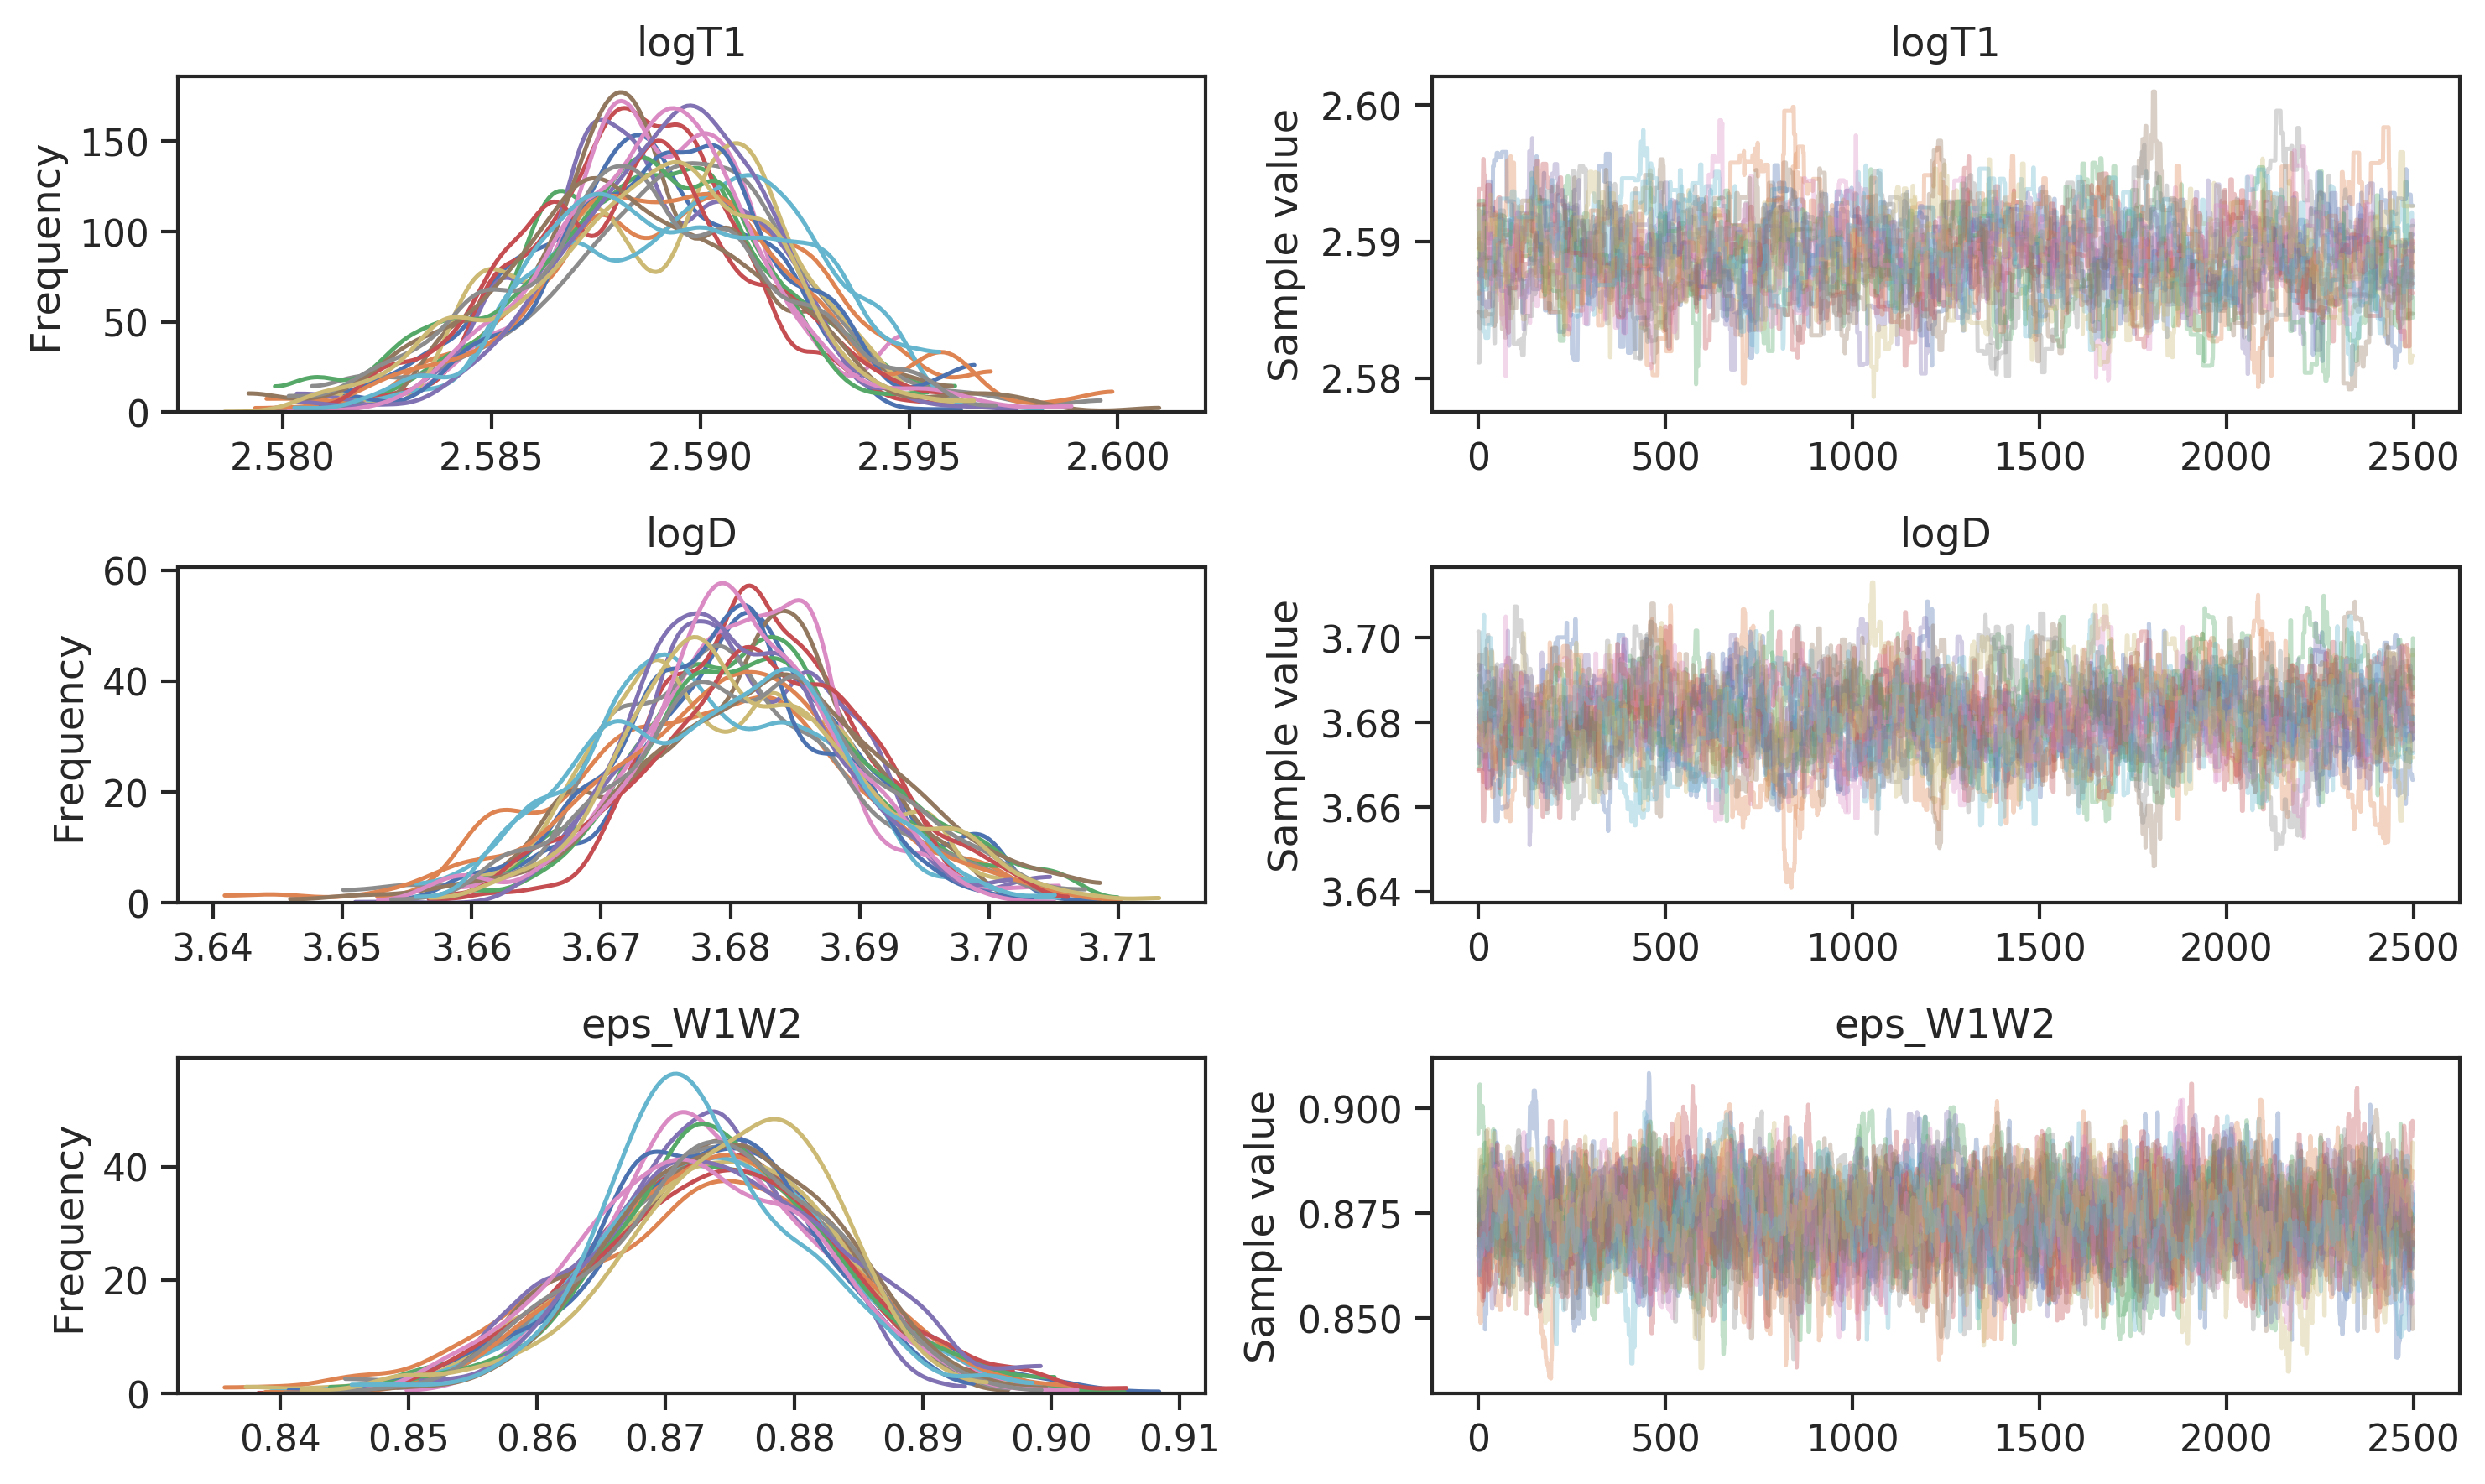 logT1
Frequency
150
100
50
0
2.580 2.585 2.590 2.595 2.600
logT1
Sample value
2.60
2.59
2.58
0 500 1000 1500 2000 2500
logD
Frequency
60
40
20
0
3.64 3.65 3.66 3.67 3.68 3.69 3.70 3.71
logD
Sample value
3.70
3.68
3.66
3.64
0 500 1000 1500 2000 2500
eps_W1W2
Frequency
40
20
0
0.84 0.85 0.86 0.87 0.88 0.89 0.90 0.91
eps_W1W2
Sample value
0.900
0.875
0.850
0 500 1000 1500 2000 2500